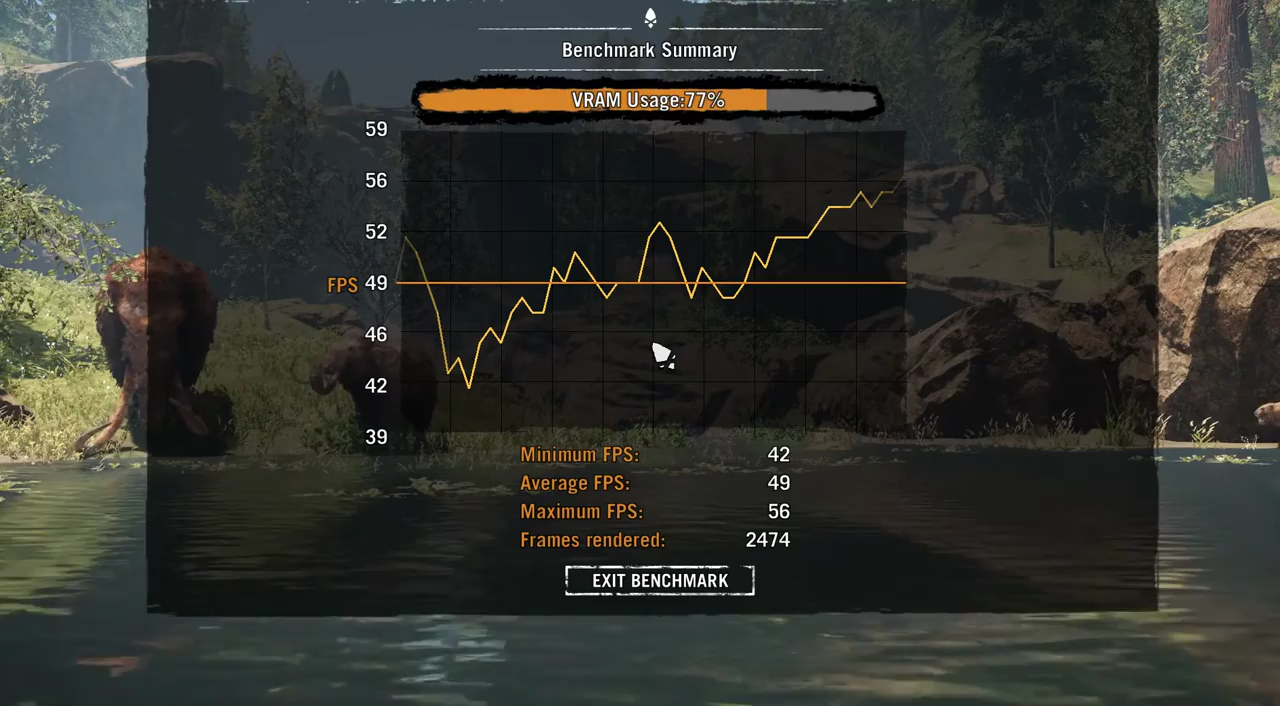 Benchmark Summary
VRAM Usage:77%
59
56
52
FPS 49
46
42
39
Minimum FPS: 42
Average FPS: 49
Maximum FPS: 56
Frames rendered: 2474
EXIT BENCHMARK